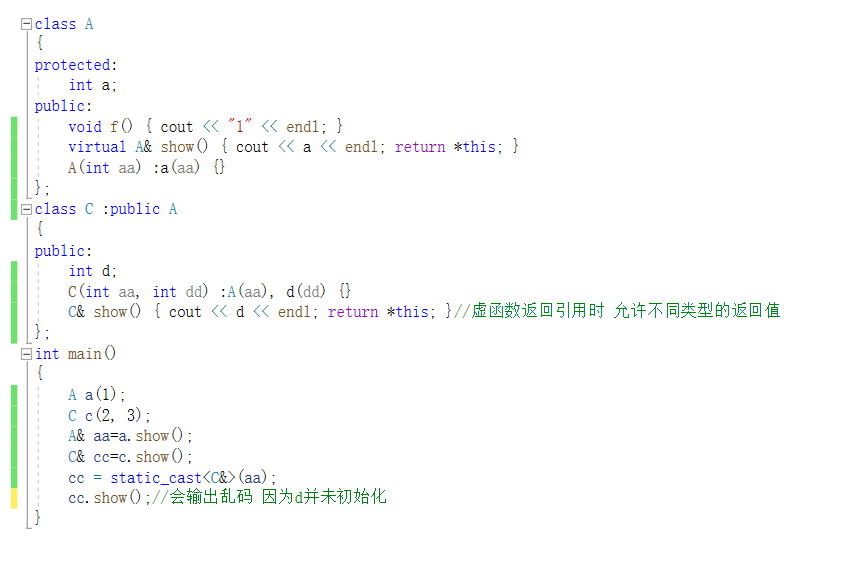 class A
{
protected:
    int a;
public:
    void f() { cout << "1" << endl; }
    virtual A& show() { cout << a << endl; return *this; }
    A(int aa) :a(aa) {}
};
class C :public A
{
public:
    int d;
    C(int aa, int dd) :A(aa), d(dd) {}
    C& show() { cout << d << endl; return *this; }//虚函数返回引用时 允许不同类型的返回值
};
int main()
{
    A a(1);
    C c(2, 3);
    A& aa=a.show();
    C& cc=c.show();
    cc = static_cast<C&>(aa);
    cc.show();//会输出乱码 因为d并未初始化
}